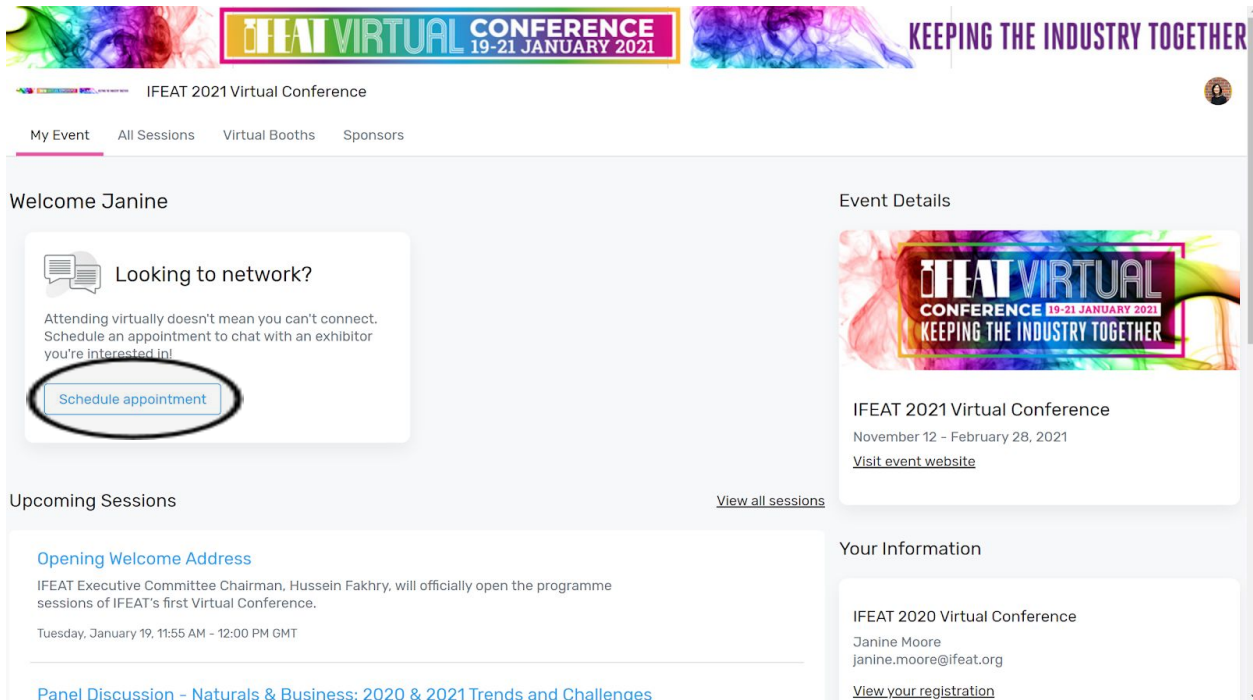 IFEAT VIRTUAL CONFERENCE
19-21 JANUARY 2021
KEEPING THE INDUSTRY TOGETHER
IFEAT 2021 Virtual Conference
My Event All Sessions Virtual Booths Sponsors
Welcome Janine
Looking to network?
Attending virtually doesn't mean you can't connect.
Schedule an appointment to chat with an exhibitor
you're interested in!
Schedule appointment
Upcoming Sessions
View all sessions
Opening Welcome Address
IFEAT Executive Committee Chairman, Hussein Fakhry, will officially open the programme
sessions of IFEAT's first Virtual Conference.
Tuesday, January 19, 11:55 AM - 12:00 PM GMT
Panel Discussion - Naturals & Business: 2020 & 2021 Trends and Challenges
Event Details
IFEAT VIRTUAL
CONFERENCE 19-21 JANUARY 2021
KEEPING THE INDUSTRY TOGETHER
IFEAT 2021 Virtual Conference
November 12 - February 28, 2021
Visit event website
Your Information
IFEAT 2020 Virtual Conference
Janine Moore
janine.moore@ifeat.org
View your registration